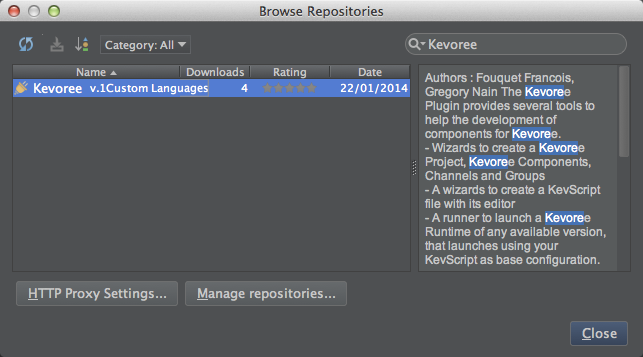 Browse Repositories
Category: All
Kevoree
Name Downloads Rating Date
Kevoree v.1Custom Languages 4 22/01/2014
Authors : Fouquet Francois,
Gregory Nain The Kevoree
Plugin provides several tools to
help the development of
components for Kevoree.
- Wizards to create a Kevoree
Project, Kevoree Components,
Channels and Groups
- A wizards to create a KevScript
file with its editor
- A runner to launch a Kevoree
Runtime of any available version,
that launches using your
KevScript as base configuration.
HTTP Proxy Settings... Manage repositories...
Close